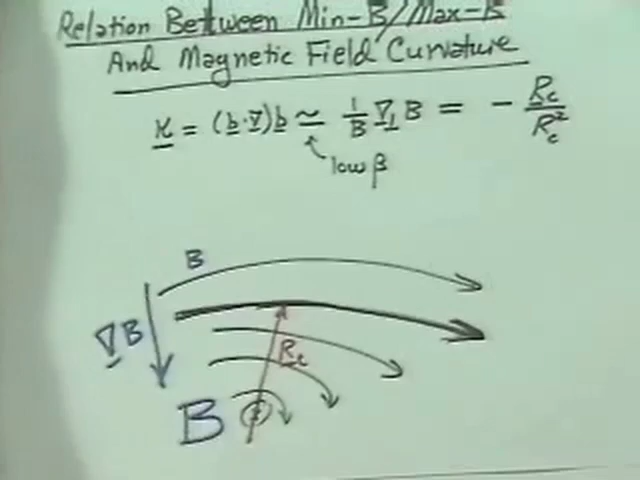 Relation Between Min-B/Max-B
And Magnetic Field Curvature
κ = (b·∇)b ≃ 1/B ∇⊥ B = - Rc/Rc²
low β
B
∇B
Rc
B